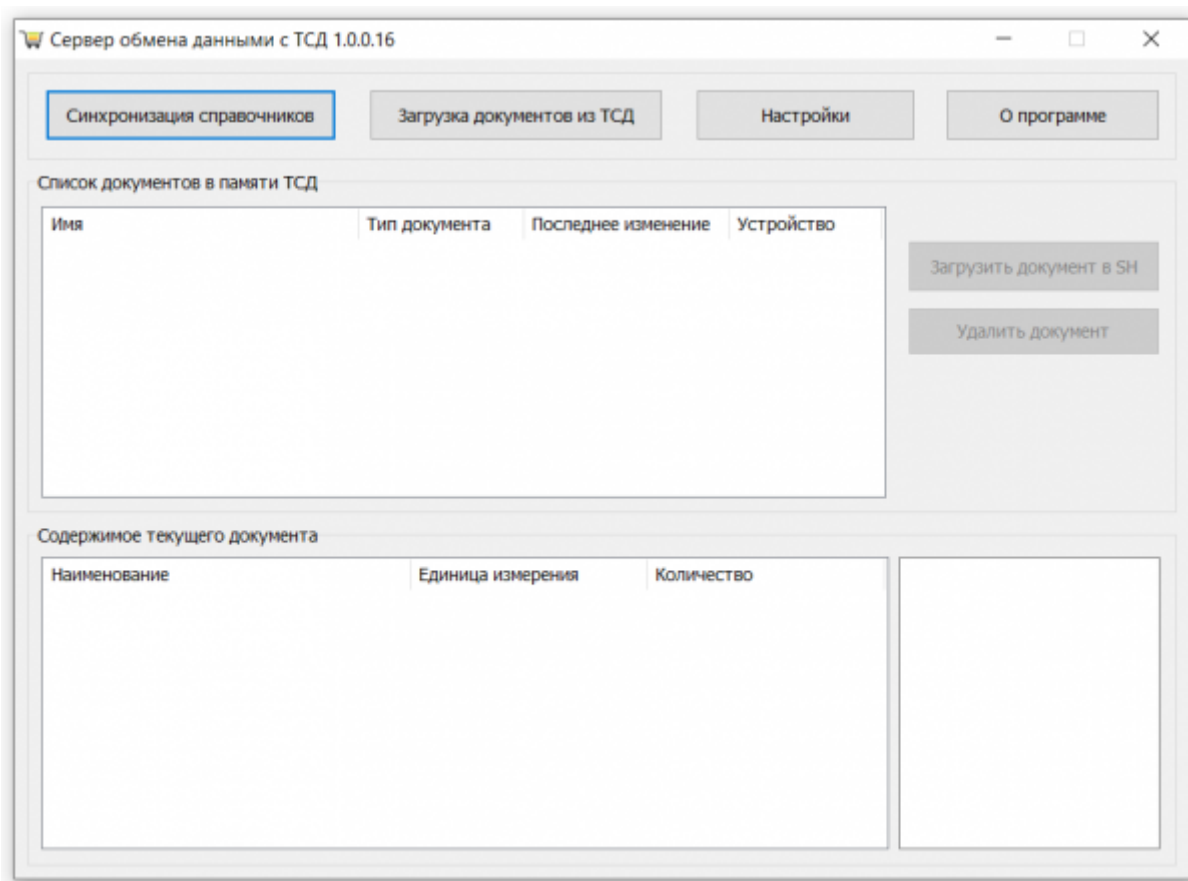 Сервер обмена данными с ТСД 1.0.0.16
Синхронизация справочников Загрузка документов из ТСД Настройки О программе
Список документов в памяти ТСД
Имя Тип документа Последнее изменение Устройство
Загрузить документ в SH
Удалить документ
Содержимое текущего документа
Наименование Единица измерения Количество